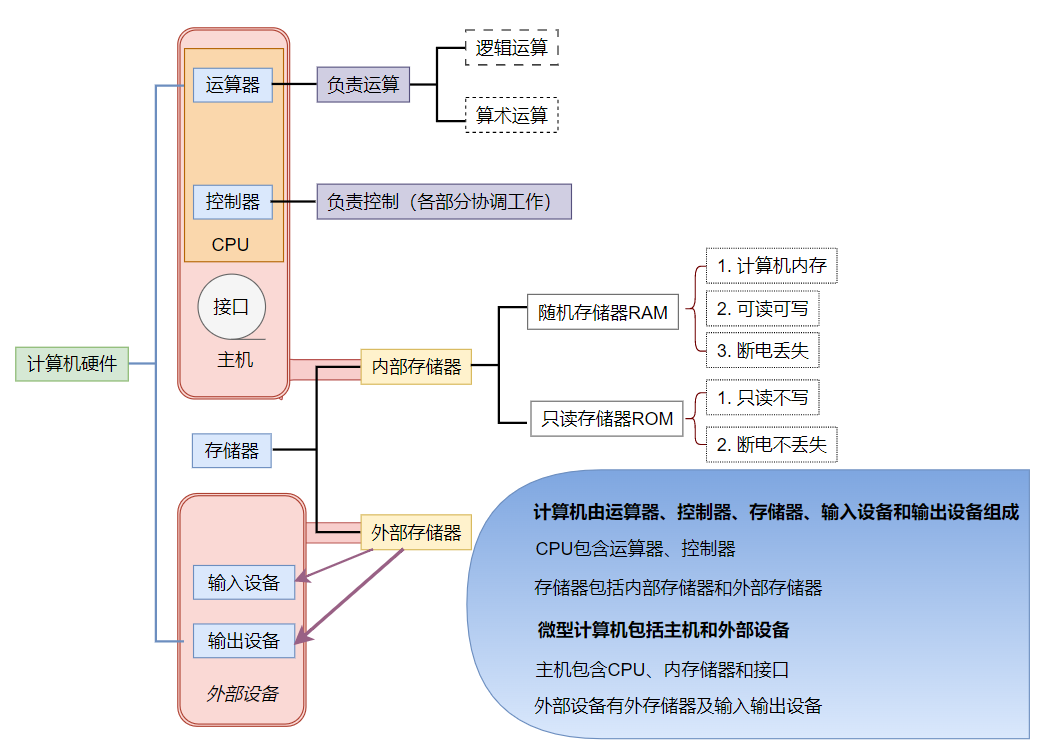 逻辑运算
运算器
负责运算
算术运算
控制器
负责控制（各部分协调工作）
CPU
接口
主机
计算机硬件
内部存储器
随机存储器RAM
1. 计算机内存
2. 可读可写
3. 断电丢失
只读存储器ROM
1. 只读不写
2. 断电不丢失
存储器
外部存储器
输入设备
输出设备
外部设备
计算机由运算器、控制器、存储器、输入设备和输出设备组成
CPU包含运算器、控制器
存储器包括内部存储器和外部存储器
微型计算机包括主机和外部设备
主机包含CPU、内存储器和接口
外部设备有外存储器及输入输出设备